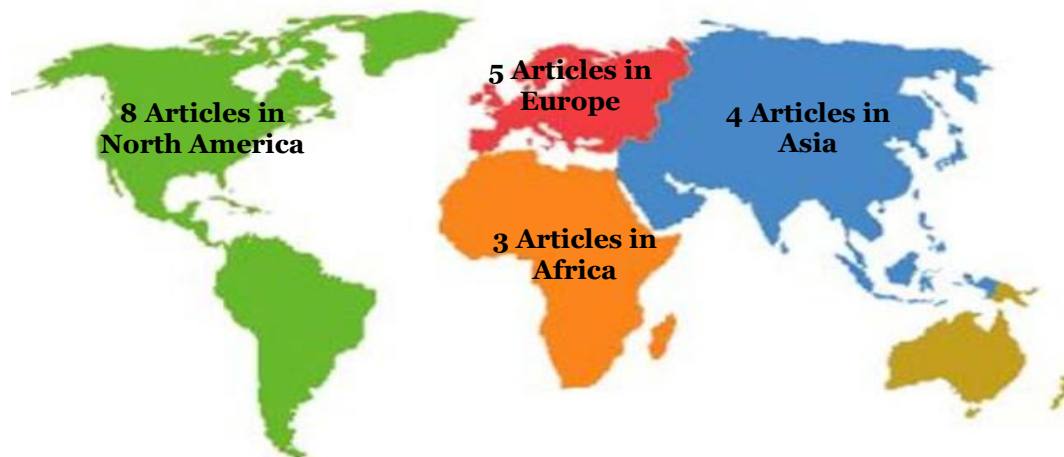 8 Articles in
North America
5 Articles in
Europe
4 Articles in
Asia
3 Articles in
Africa